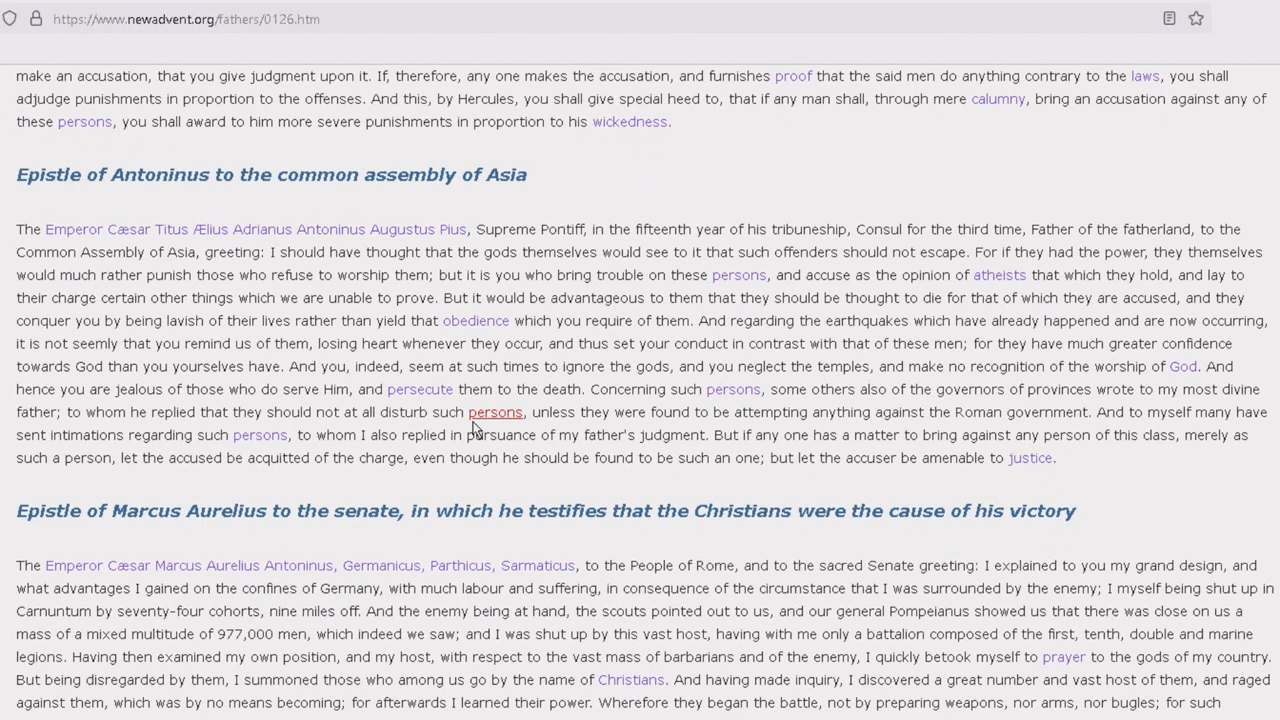 https://www.newadvent.org/fathers/0126.htm
make an accusation, that you give judgment upon it. If, therefore, any one makes the accusation, and furnishes proof that the said men do anything contrary to the laws, you shall
adjudge punishments in proportion to the offenses. And this, by Hercules, you shall give special heed to, that if any man shall, through mere calumny, bring an accusation against any of
these persons, you shall award to him more severe punishments in proportion to his wickedness.
Epistle of Antoninus to the common assembly of Asia
The Emperor Cæsar Titus Ælius Adrianus Antoninus Augustus Pius, Supreme Pontiff, in the fifteenth year of his tribuneship, Consul for the third time, Father of the fatherland, to the
Common Assembly of Asia, greeting: I should have thought that the gods themselves would see to it that such offenders should not escape. For if they had the power, they themselves
would much rather punish those who refuse to worship them; but it is you who bring trouble on these persons, and accuse as the opinion of atheists that which they hold, and lay to
their charge certain other things which we are unable to prove. But it would be advantageous to them that they should be thought to die for that of which they are accused, and they
conquer you by being lavish of their lives rather than yield that obedience which you require of them. And regarding the earthquakes which have already happened and are now occurring,
it is not seemly that you remind us of them, losing heart whenever they occur, and thus set your conduct in contrast with that of these men; for they have much greater confidence
towards God than you yourselves have. And you, indeed, seem at such times to ignore the gods, and you neglect the temples, and make no recognition of the worship of God. And
hence you are jealous of those who do serve Him, and persecute them to the death. Concerning such persons, some others also of the governors of provinces wrote to my most divine
father; to whom he replied that they should not at all disturb such persons, unless they were found to be attempting anything against the Roman government. And to myself many have
sent intimations regarding such persons, to whom I also replied in pursuance of my father's judgment. But if any one has a matter to bring against any person of this class, merely as
such a person, let the accused be acquitted of the charge, even though he should be found to be such an one; but let the accuser be amenable to justice.
Epistle of Marcus Aurelius to the senate, in which he testifies that the Christians were the cause of his victory
The Emperor Cæsar Marcus Aurelius Antoninus, Germanicus, Parthicus, Sarmaticus, to the People of Rome, and to the sacred Senate greeting: I explained to you my grand design, and
what advantages I gained on the confines of Germany, with much labour and suffering, in consequence of the circumstance that I was surrounded by the enemy; I myself being shut up in
Carnuntum by seventy-four cohorts, nine miles off. And the enemy being at hand, the scouts pointed out to us, and our general Pompeianus showed us that there was close on us a
mass of a mixed multitude of 977,000 men, which indeed we saw; and I was shut up by this vast host, having with me only a battalion composed of the first, tenth, double and marine
legions. Having then examined my own position, and my host, with respect to the vast mass of barbarians and of the enemy, I quickly betook myself to prayer to the gods of my country.
But being disregarded by them, I summoned those who among us go by the name of Christians. And having made inquiry, I discovered a great number and vast host of them, and raged
against them, which was by no means becoming; for afterwards I learned their power. Wherefore they began the battle, not by preparing weapons, nor arms, nor bugles; for such